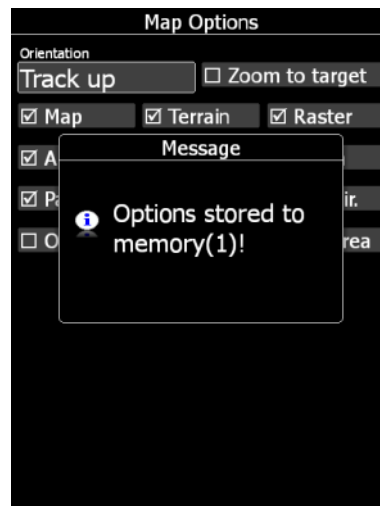 Map Options
Orientation
Track up
Zoom to target
Map Terrain Raster
Message
Options stored to
memory(1)!